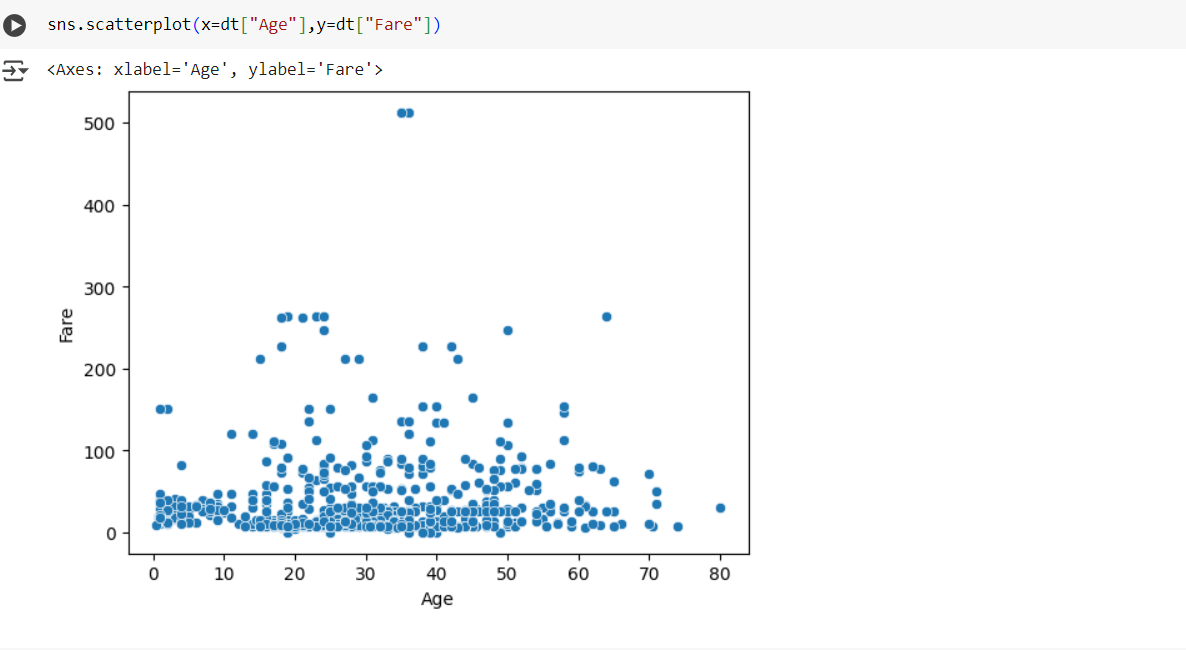 sns.scatterplot(x=dt["Age"],y=dt["Fare"])
<Axes: xlabel='Age', ylabel='Fare'>
500
400
300
200
100
0
Fare
0 10 20 30 40 50 60 70 80
Age